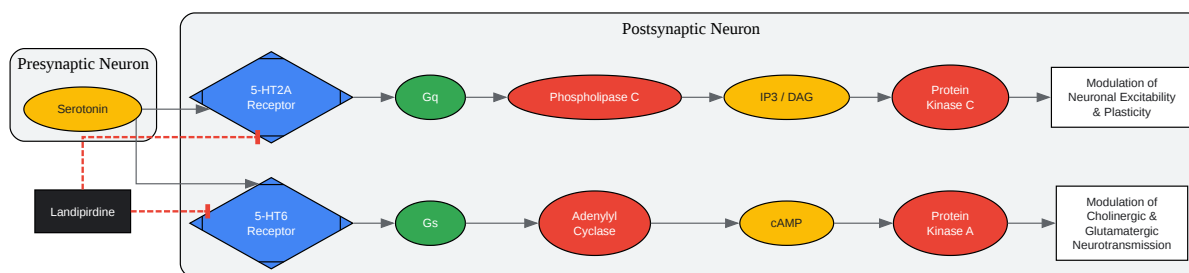 Postsynaptic Neuron
Presynaptic Neuron
Serotonin
5-HT2A
Receptor
Gq
Phospholipase C
IP3 / DAG
Protein
Kinase C
Modulation of
Neuronal Excitability
& Plasticity
Landipirdine
5-HT6
Receptor
Gs
Adenylyl
Cyclase
cAMP
Protein
Kinase A
Modulation of
Cholinergic &
Glutamatergic
Neurotransmission